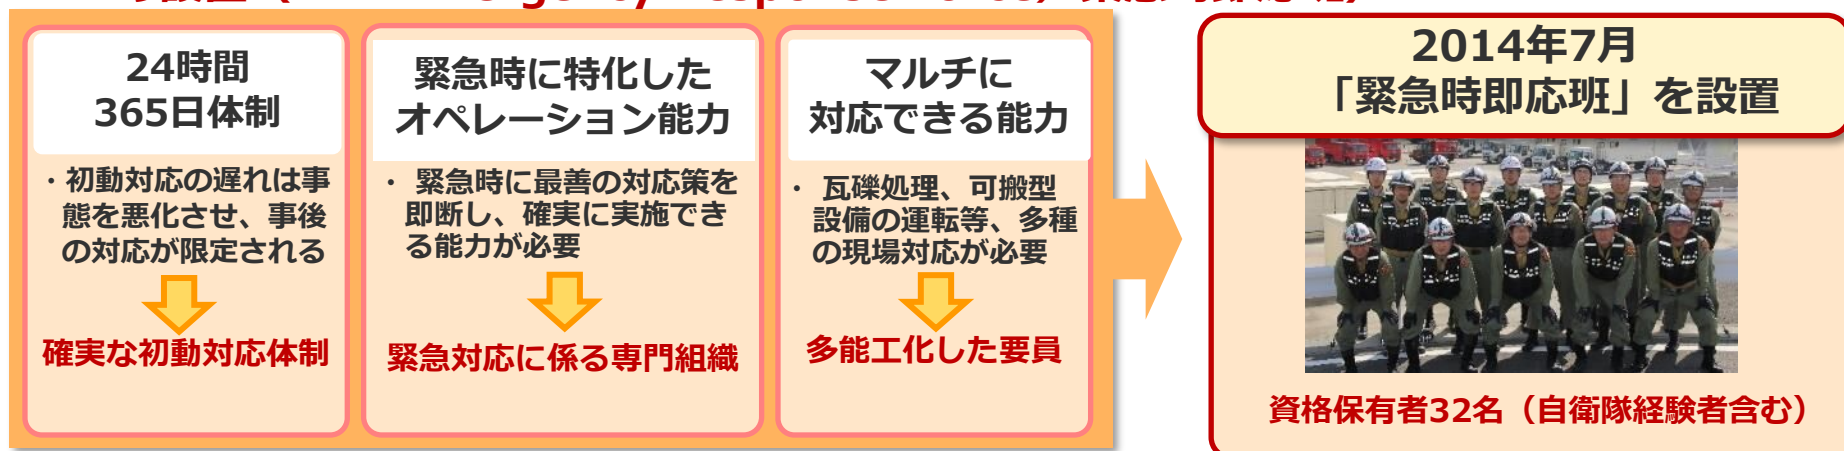 24時間
365日体制
・初動対応の遅れは事
態を悪化させ、事後
の対応が限定される
確実な初動対応体制
緊急時に特化した
オペレーション能力
・ 緊急時に最善の対応策を
即断し、確実に実施でき
る能力が必要
緊急対応に係る専門組織
マルチに
対応できる能力
・ 瓦礫処理、可搬型
設備の運転等、多種
の現場対応が必要
多能工化した要員
2014年7月
「緊急時即応班」を設置
資格保有者32名（自衛隊経験者含む）